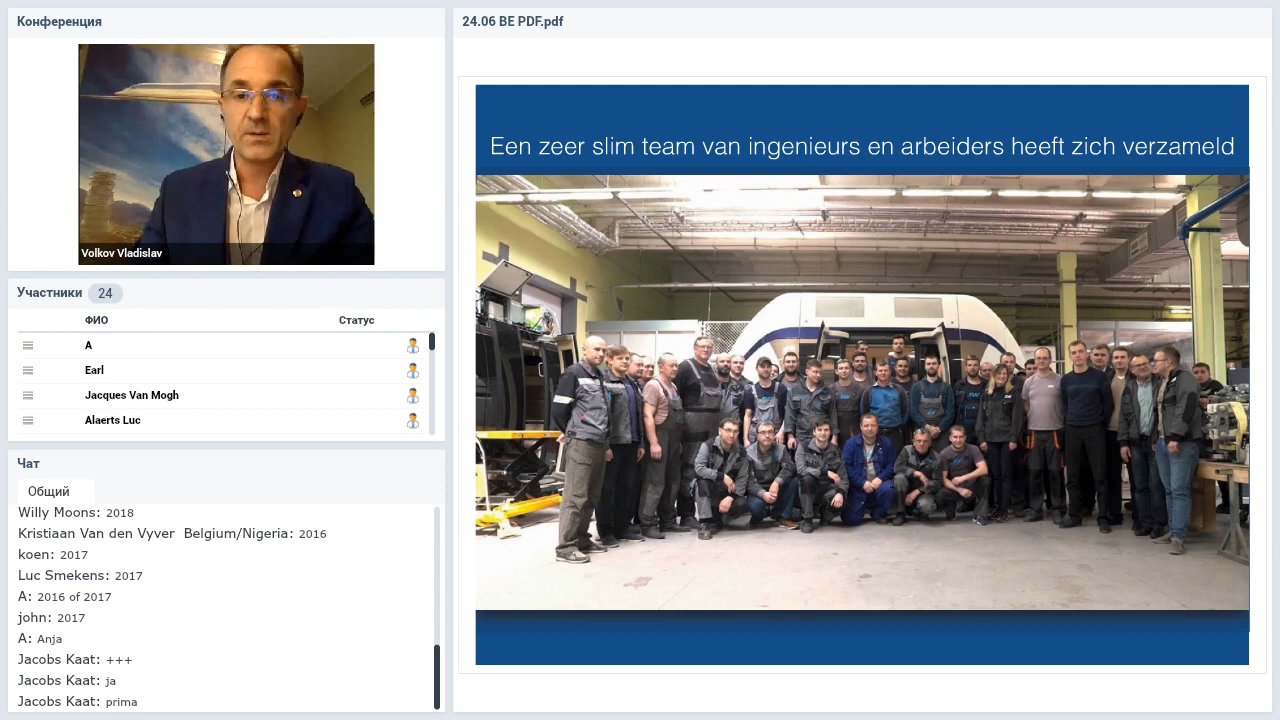 Конференция
Volkov Vladislav
Участники 24
ФИО Статус
A
Earl
Jacques Van Mogh
Alaerts Luc
Чат
Общий
Willy Moons: 2018
Kristiaan Van den Vyver Belgium/Nigeria: 2016
koen: 2017
Luc Smekens: 2017
A: 2016 of 2017
john: 2017
A: Anja
Jacobs Kaat: +++
Jacobs Kaat: ja
Jacobs Kaat: prima
24.06 BE PDF.pdf
Een zeer slim team van ingenieurs en arbeiders heeft zich verzameld